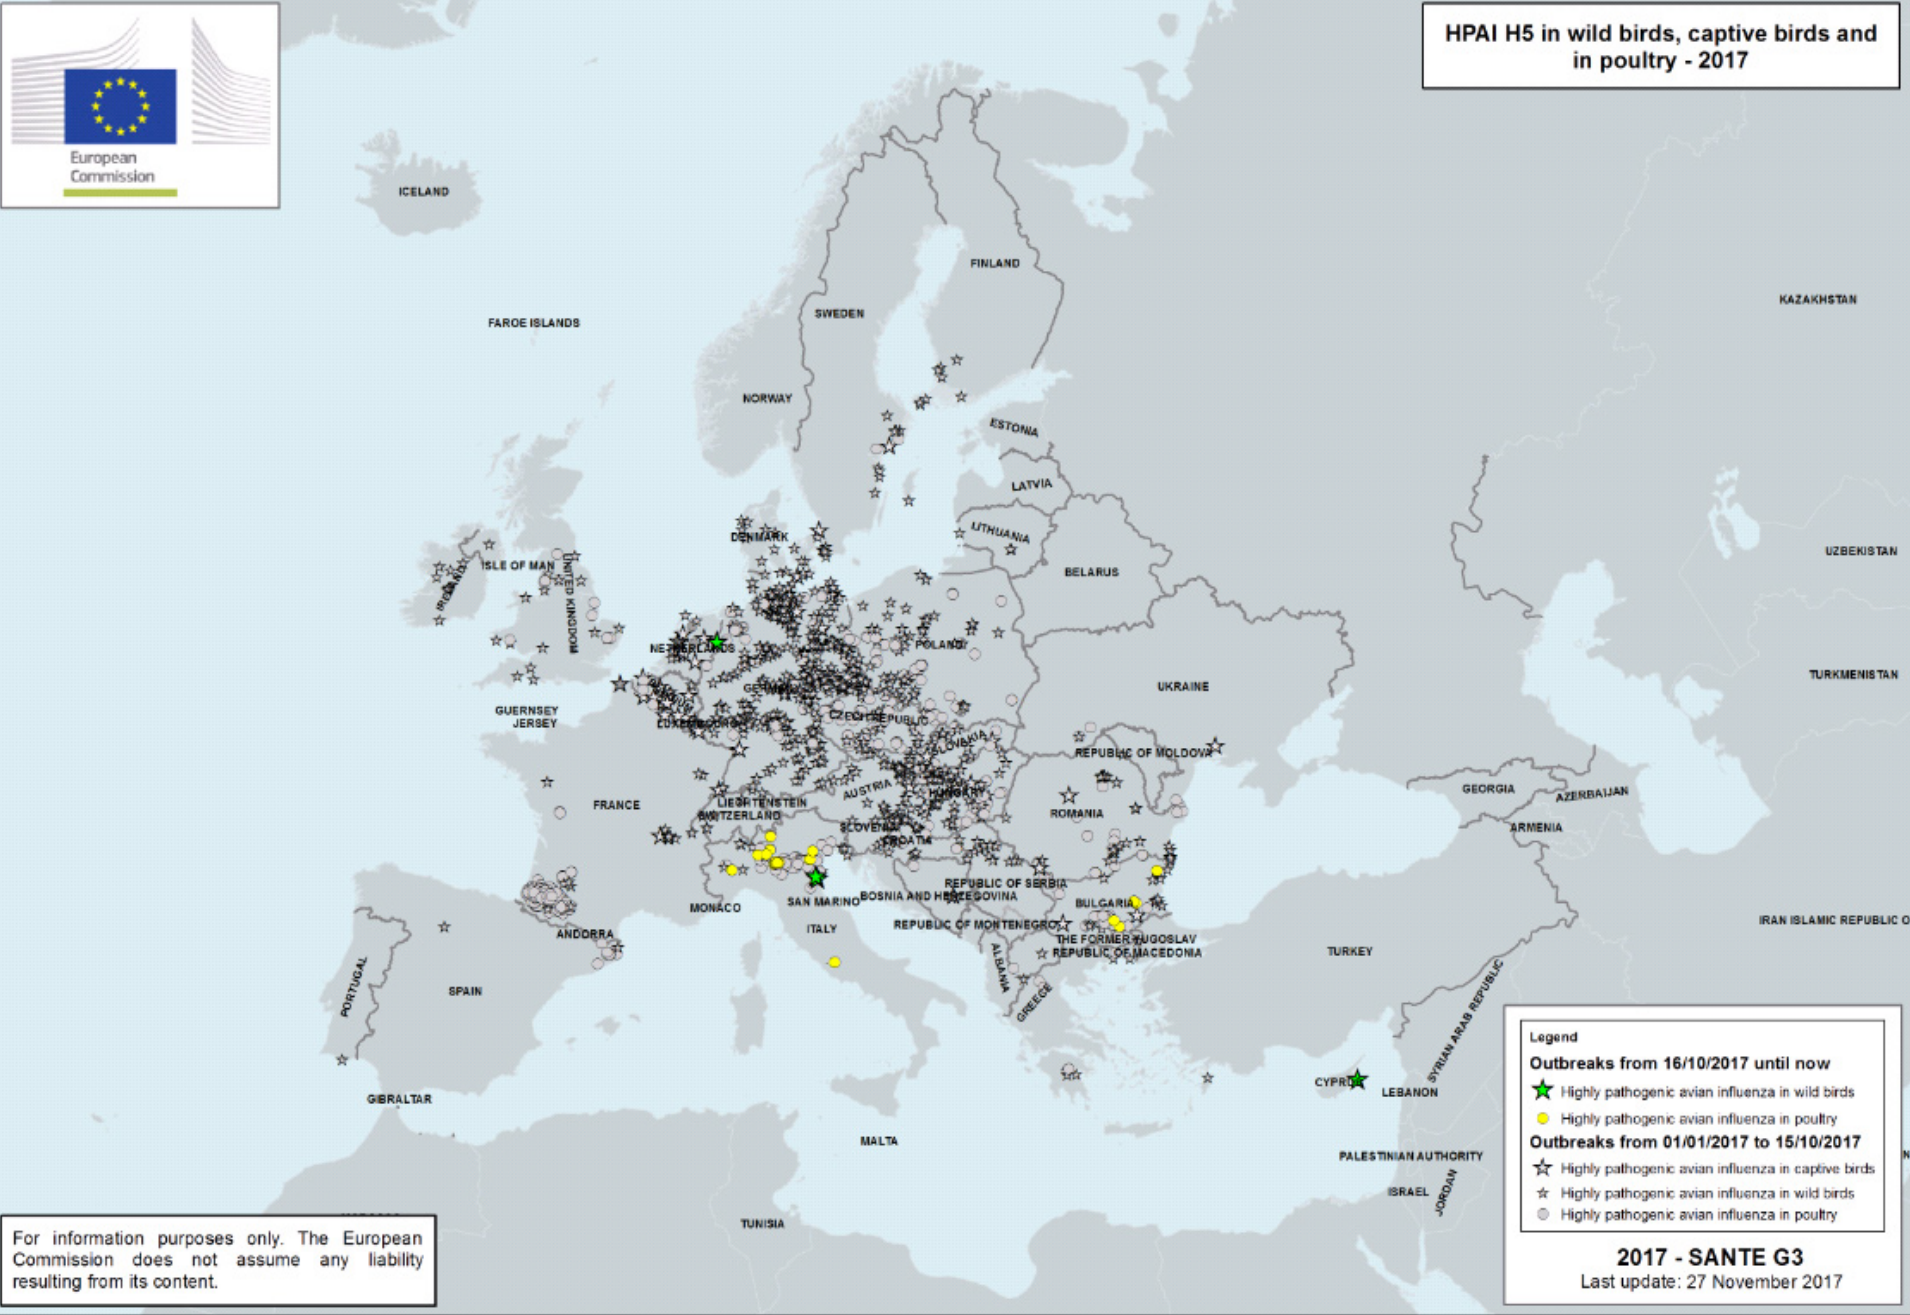 European
Commission
HPAI H5 in wild birds, captive birds and
in poultry - 2017
ICELAND
FINLAND
KAZAKHSTAN
SWEDEN
FAROE ISLANDS
NORWAY
ESTONIA
LATVIA
LITHUANIA
DENMARK
UZBEKISTAN
ISLE OF MAN
BELARUS
IRELAND
UNITED KINGDOM
NETHERLANDS
POLAND
TURKMENISTAN
UKRAINE
GUERNSEY
JERSEY
LUXEMBOURG
CZECH REPUBLIC
SLOVAKIA
REPUBLIC OF MOLDOVA
AUSTRIA
HUNGARY
GEORGIA
AZERBAIJAN
FRANCE
LIECHTENSTEIN
SWITZERLAND
ROMANIA
SLOVENIA
CROATIA
ARMENIA
REPUBLIC OF SERBIA
BOSNIA AND HERZEGOVINA
SAN MARINO
MONACO
BULGARIA
ITALY
REPUBLIC OF MONTENEGRO
IRAN ISLAMIC REPUBLIC O
ANDORRA
THE FORMER YUGOSLAV
REPUBLIC OF MACEDONIA
TURKEY
ALBANIA
PORTUGAL
SPAIN
GREECE
SYRIAN ARAB REPUBLIC
CYPRUS
LEBANON
GIBRALTAR
MALTA
PALESTINIAN AUTHORITY
ISRAEL
JORDAN
TUNISIA
Legend
Outbreaks from 16/10/2017 until now
Highly pathogenic avian influenza in wild birds
Highly pathogenic avian influenza in poultry
Outbreaks from 01/01/2017 to 15/10/2017
Highly pathogenic avian influenza in captive birds
Highly pathogenic avian influenza in wild birds
Highly pathogenic avian influenza in poultry
2017 - SANTE G3
Last update: 27 November 2017
For information purposes only. The European
Commission does not assume any liability
resulting from its content.